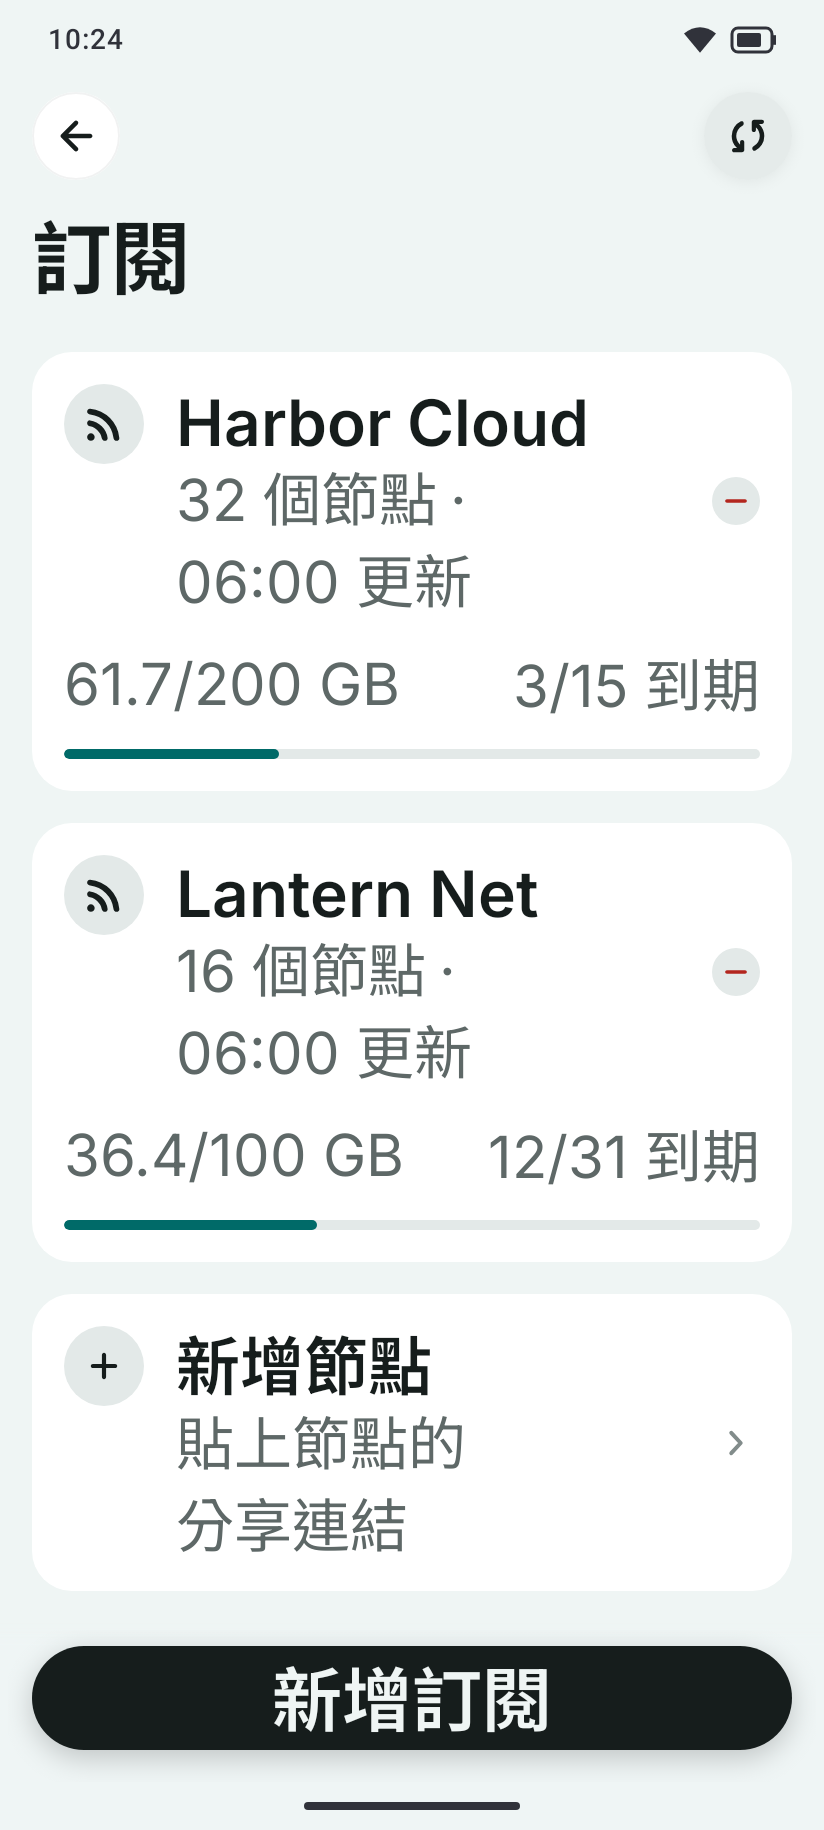 10:24
訂閱
Harbor Cloud
32 個節點 ·
06:00 更新
61.7/200 GB
3/15 到期
Lantern Net
16 個節點 ·
06:00 更新
36.4/100 GB
12/31 到期
新增節點
貼上節點的
分享連結
新增訂閱